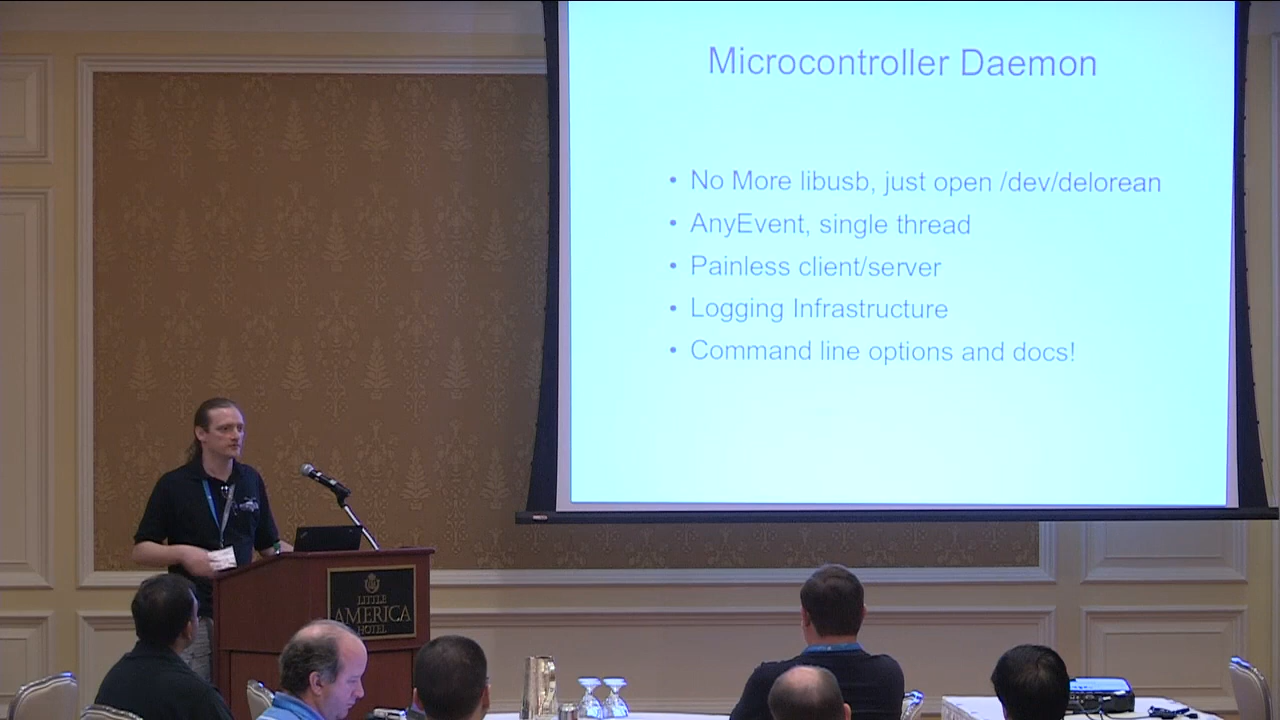 Microcontroller Daemon
• No More libusb, just open /dev/delorean
• AnyEvent, single thread
• Painless client/server
• Logging Infrastructure
• Command line options and docs!
LITTLE
AMERICA
HOTEL